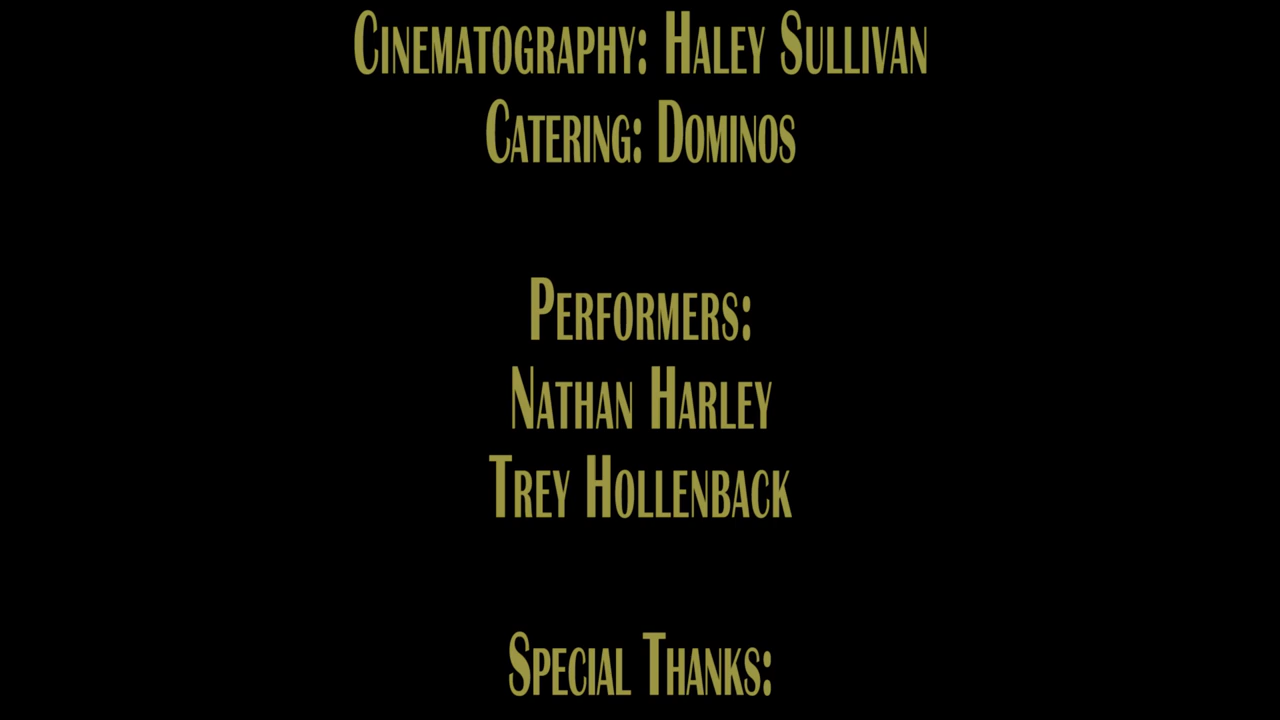 Cinematography: Haley Sullivan
Catering: Dominos
Performers:
Nathan Harley
Trey Hollenback
Special Thanks: